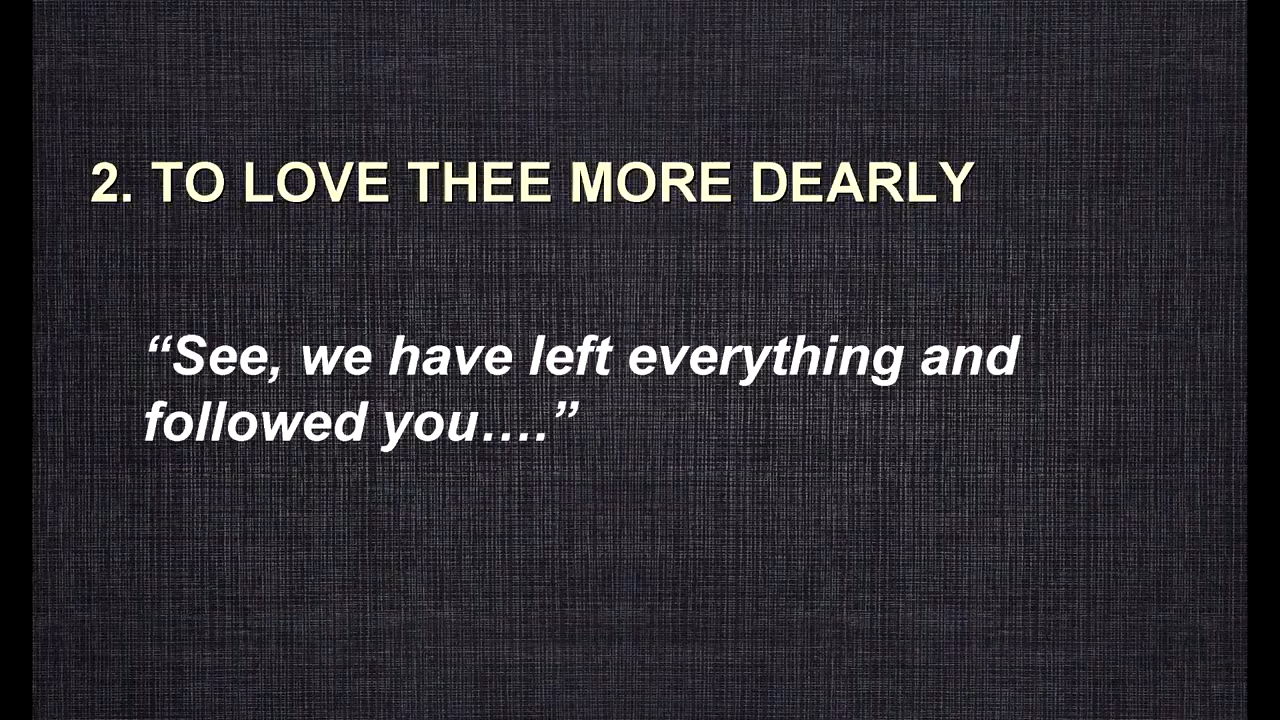 2. TO LOVE THEE MORE DEARLY
“See, we have left everything and
followed you….”